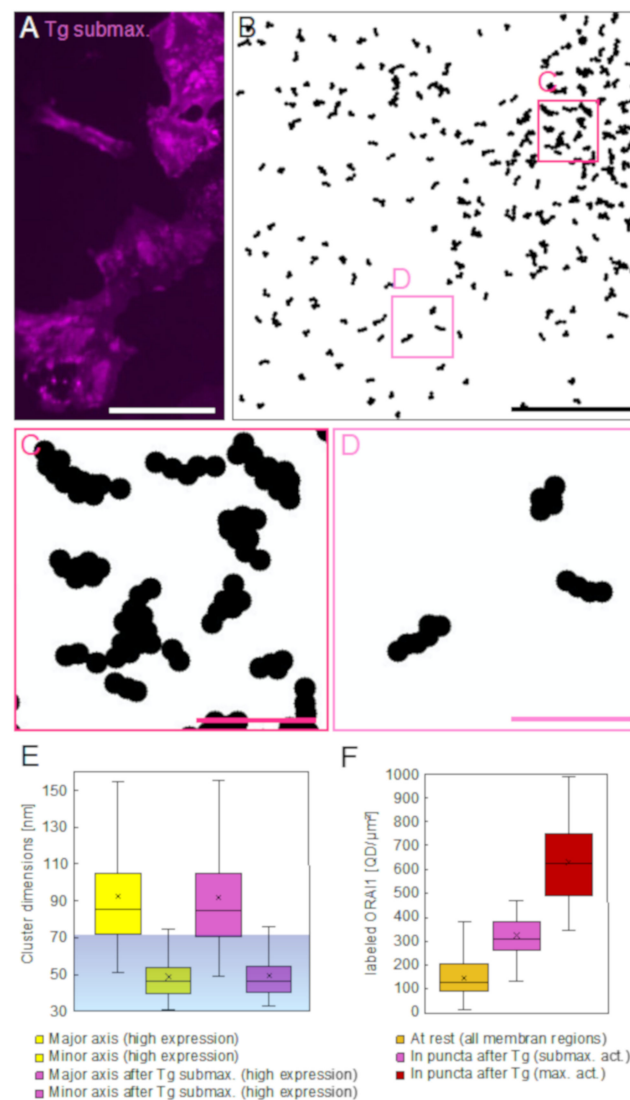 A Tg submax.
B
C
D
C
D
E
F
Cluster dimensions [nm]
150
130
110
90
70
50
30
labeled ORAI1 [QD/µm²]
1000
900
800
700
600
500
400
300
200
100
0
Major axis (high expression)
Minor axis (high expression)
Major axis after Tg submax. (high expression)
Minor axis after Tg submax. (high expression)
At rest (all membran regions)
In puncta after Tg (submax. act.)
In puncta after Tg (max. act.)